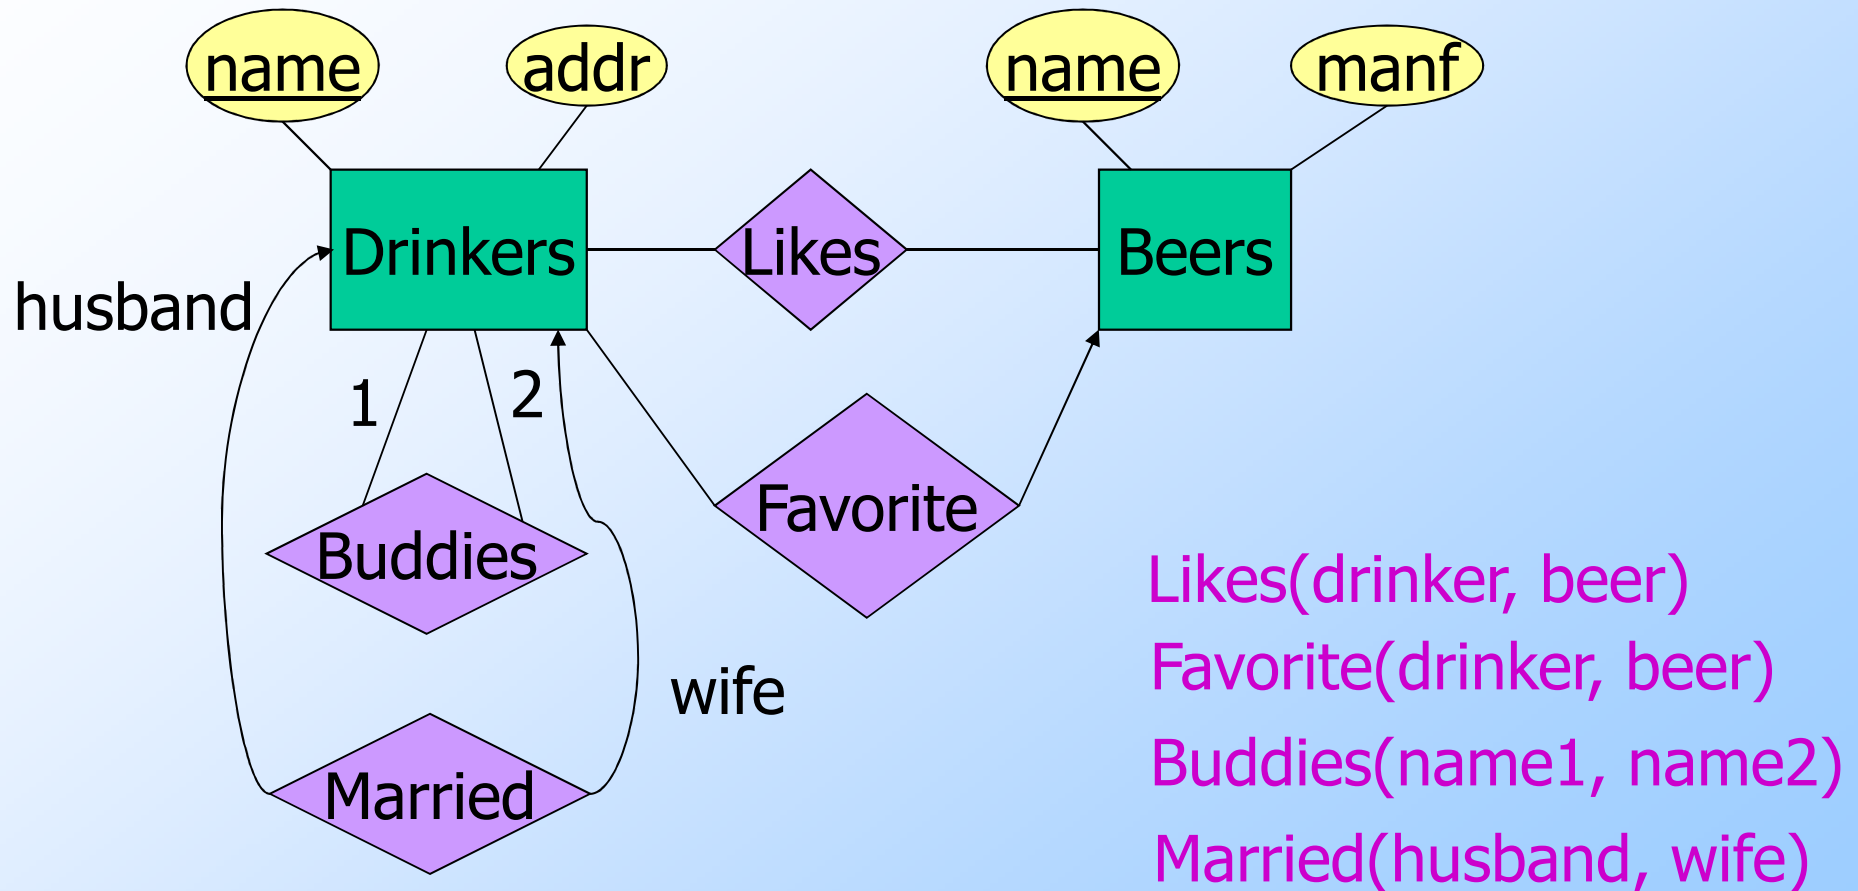 name
addr
name
manf
Drinkers
Likes
Beers
husband
1
2
Favorite
Buddies
wife
Married
Likes(drinker, beer)
Favorite(drinker, beer)
Buddies(name1, name2)
Married(husband, wife)